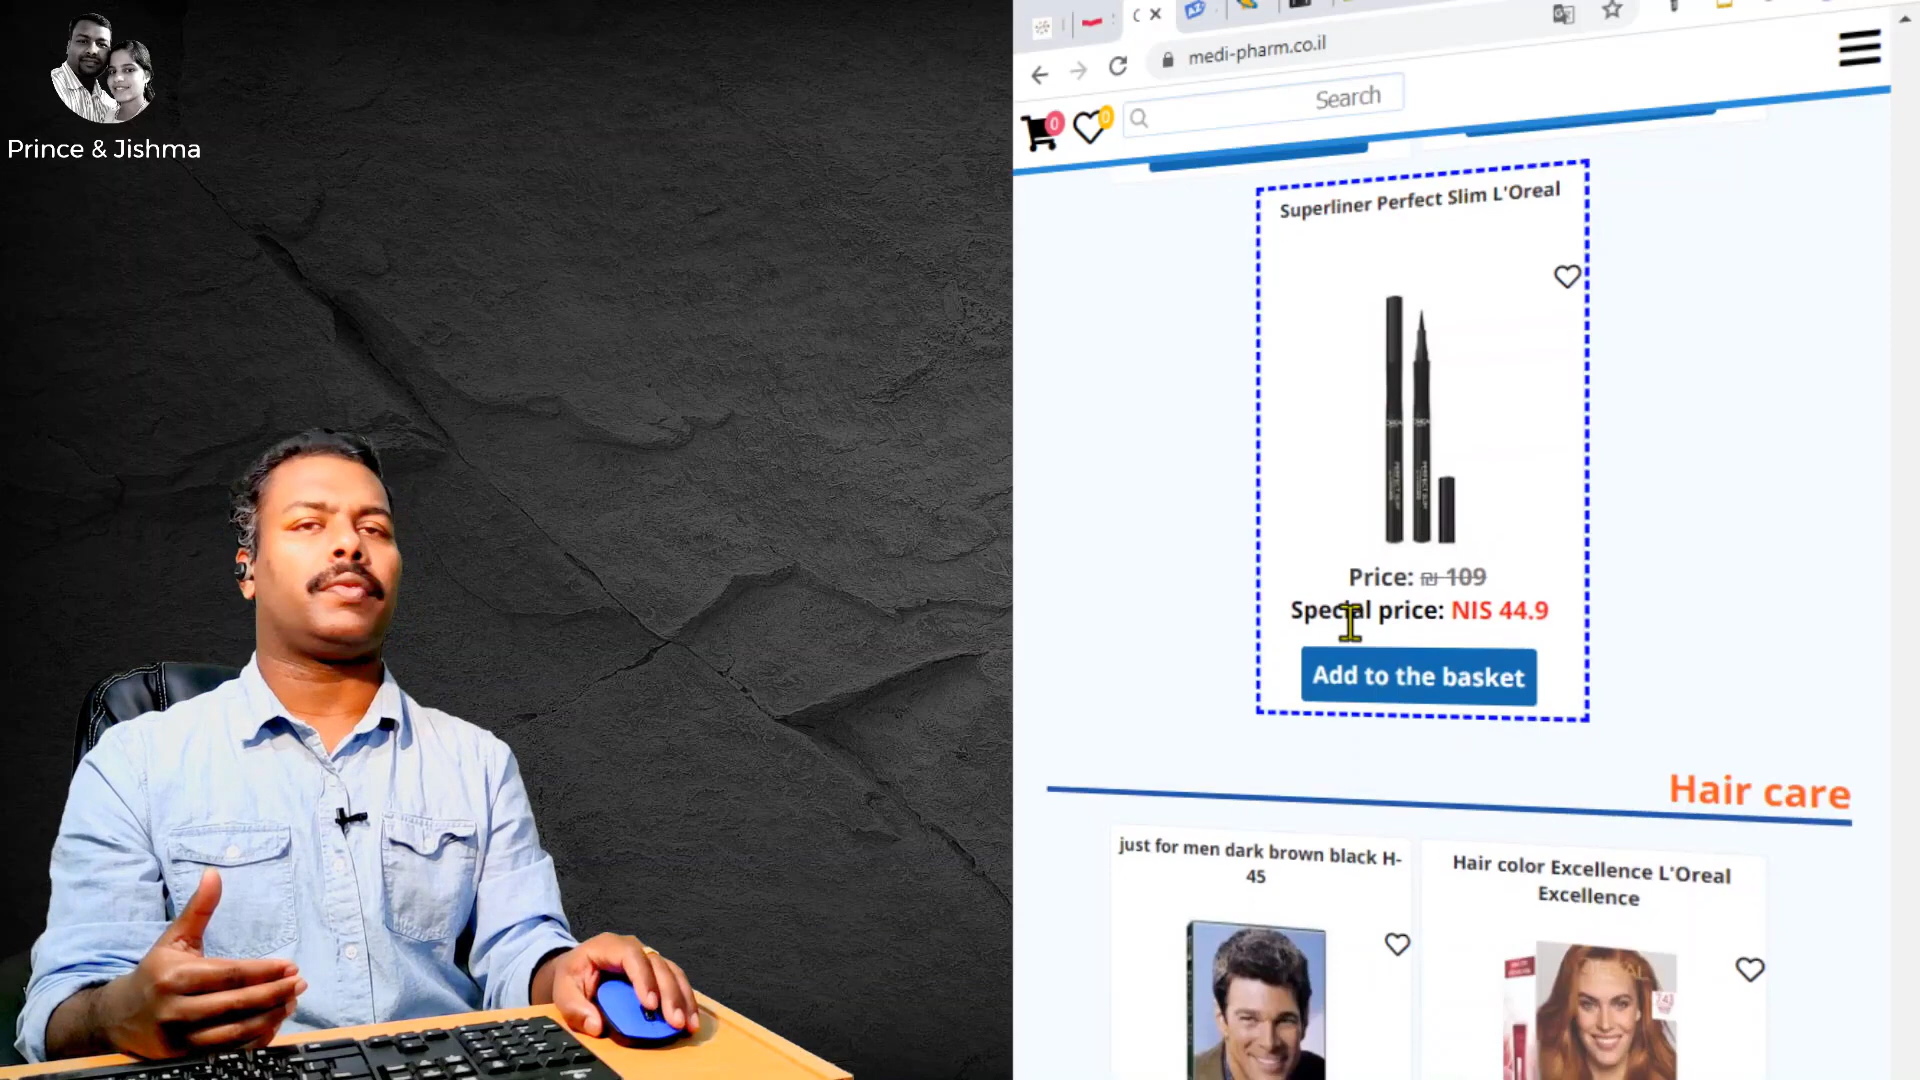 Prince & Jishma
medi-pharm.co.il
0
0
Search
Superliner Perfect Slim L'Oreal
Price: ₪ 109
Special price: NIS 44.9
Add to the basket
Hair care
just for men dark brown black H-
45
Hair color Excellence L'Oreal
Excellence